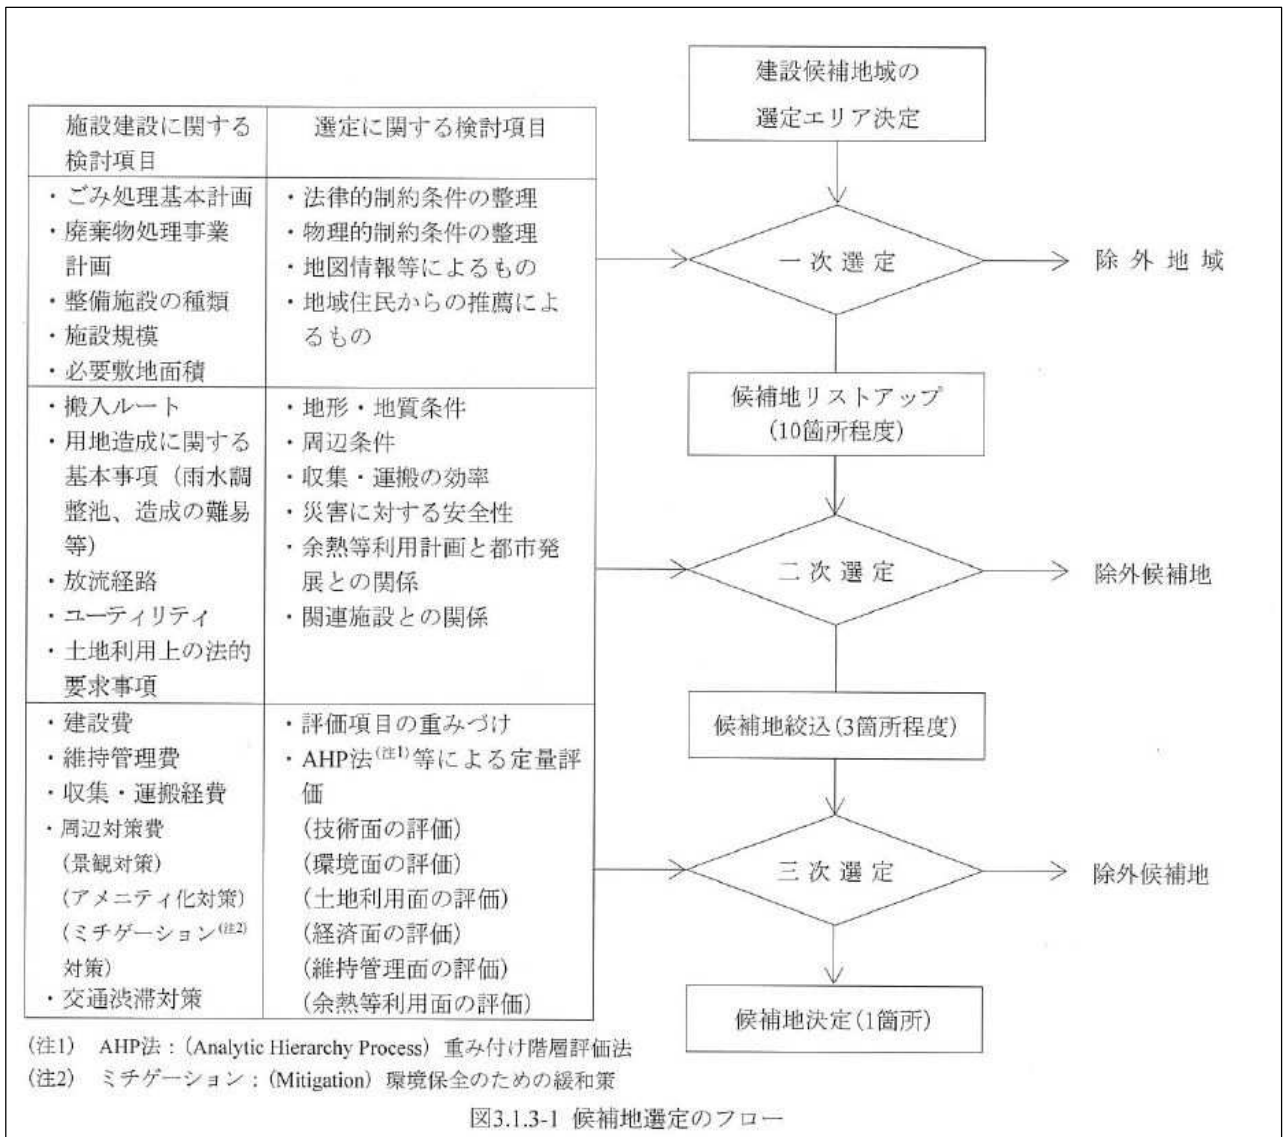 建設候補地域の
選定エリア決定
施設建設に関する
検討項目
選定に関する検討項目
・ごみ処理基本計画
・廃棄物処理事業
計画
・整備施設の種類
・施設規模
・必要敷地面積
・法律的制約条件の整理
・物理的制約条件の整理
・地図情報等によるもの
・地域住民からの推薦によ
るもの
一次選定
除外地域
候補地リストアップ
(10箇所程度)
・搬入ルート
・用地造成に関する
基本事項（雨水調
整池、造成の難易
等）
・放流経路
・ユーティリティ
・土地利用上の法的
要求事項
・地形・地質条件
・周辺条件
・収集・運搬の効率
・災害に対する安全性
・余熱等利用計画と都市発
展との関係
・関連施設との関係
二次選定
除外候補地
候補地絞込(3箇所程度)
・建設費
・維持管理費
・収集・運搬経費
・周辺対策費
(景観対策)
(アメニティ化対策)
(ミチゲーション(注2)
対策)
・交通渋滞対策
・評価項目の重みづけ
・AHP法(注1)等による定量評
価
(技術面の評価)
(環境面の評価)
(土地利用面の評価)
(経済面の評価)
(維持管理面の評価)
(余熱等利用面の評価)
三次選定
除外候補地
候補地決定(1箇所)
(注1) AHP法：(Analytic Hierarchy Process) 重み付け階層評価法
(注2) ミチゲーション：(Mitigation) 環境保全のための緩和策
図3.1.3-1 候補地選定のフロー